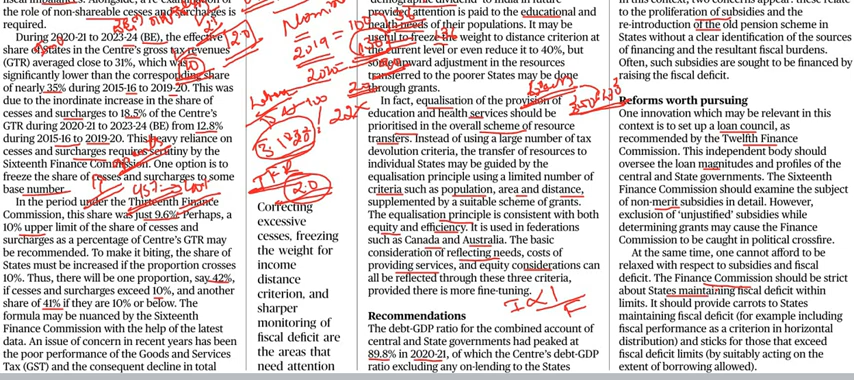 the role of non-shareable cesses and surcharges is
required.
During 2020-21 to 2023-24 (BE), the effective
share of States in the Centre's gross tax revenues
(GTR) averaged close to 31%, which was
significantly lower than the corresponding share
of nearly 35% during 2015-16 to 2019-20. This was
due to the inordinate increase in the share of
cesses and surcharges to 18.5% of the Centre's
GTR during 2020-21 to 2023-24 (BE) from 12.8%
during 2015-16 to 2019-20. This heavy reliance on
cesses and surcharges requires scrutiny by the
Sixteenth Finance Commission. One option is to
freeze the share of cesses and surcharges to some
base number.
In the period under the Thirteenth Finance
Commission, this share was just 9.6%. Perhaps, a
10% upper limit of the share of cesses and
surcharges as a percentage of Centre's GTR may
be recommended. To make it biting, the share of
States must be increased if the proportion crosses
10%. Thus, there will be one proportion, say 42%,
if cesses and surcharges exceed 10%, and another
share of 41% if they are 10% or below. The
formula may be nuanced by the Sixteenth
Finance Commission with the help of the latest
data. An issue of concern in recent years has been
the poor performance of the Goods and Services
Tax (GST) and the consequent decline in total
Correcting
excessive
cesses, freezing
the weight for
income
distance
criterion, and
sharper
monitoring of
fiscal deficit are
the areas that
need attention
provided attention is paid to the educational and
health needs of their populations. It may be
useful to freeze the weight to distance criterion at
the current level or even reduce it to 40%, but
some upward adjustment in the resources
transferred to the poorer States may be done
through grants.
In fact, equalisation of the provision of
education and health services should be
prioritised in the overall scheme of resource
transfers. Instead of using a large number of tax
devolution criteria, the transfer of resources to
individual States may be guided by the
equalisation principle using a limited number of
criteria such as population, area and distance,
supplemented by a suitable scheme of grants.
The equalisation principle is consistent with both
equity and efficiency. It is used in federations
such as Canada and Australia. The basic
consideration of reflecting needs, costs of
providing services, and equity considerations can
all be reflected through these three criteria,
provided there is more fine-tuning.
Recommendations
The debt-GDP ratio for the combined account of
central and State governments had peaked at
89.8% in 2020-21, of which the Centre's debt-GDP
ratio excluding any on-lending to the States
to the proliferation of subsidies and the
re-introduction of the old pension scheme in
States without a clear identification of the sources
of financing and the resultant fiscal burdens.
Often, such subsidies are sought to be financed by
raising the fiscal deficit.
Reforms worth pursuing
One innovation which may be relevant in this
context is to set up a loan council, as
recommended by the Twelfth Finance
Commission. This independent body should
oversee the loan magnitudes and profiles of the
central and State Governments. The Sixteenth
Finance Commission should examine the subject
of non-merit subsidies in detail. However,
exclusion of 'unjustified' subsidies while
determining grants may cause the Finance
Commission to be caught in political crossfire.
At the same time, one cannot afford to be
relaxed with respect to subsidies and fiscal
deficit. The Finance Commission should be strict
about States maintaining fiscal deficit within
limits. It should provide carrots to States
maintaining fiscal deficit (for example including
fiscal performance as a criterion in horizontal
distribution) and sticks for those that exceed
fiscal deficit limits (by suitably acting on the
extent of borrowing allowed).
TFR
2.0